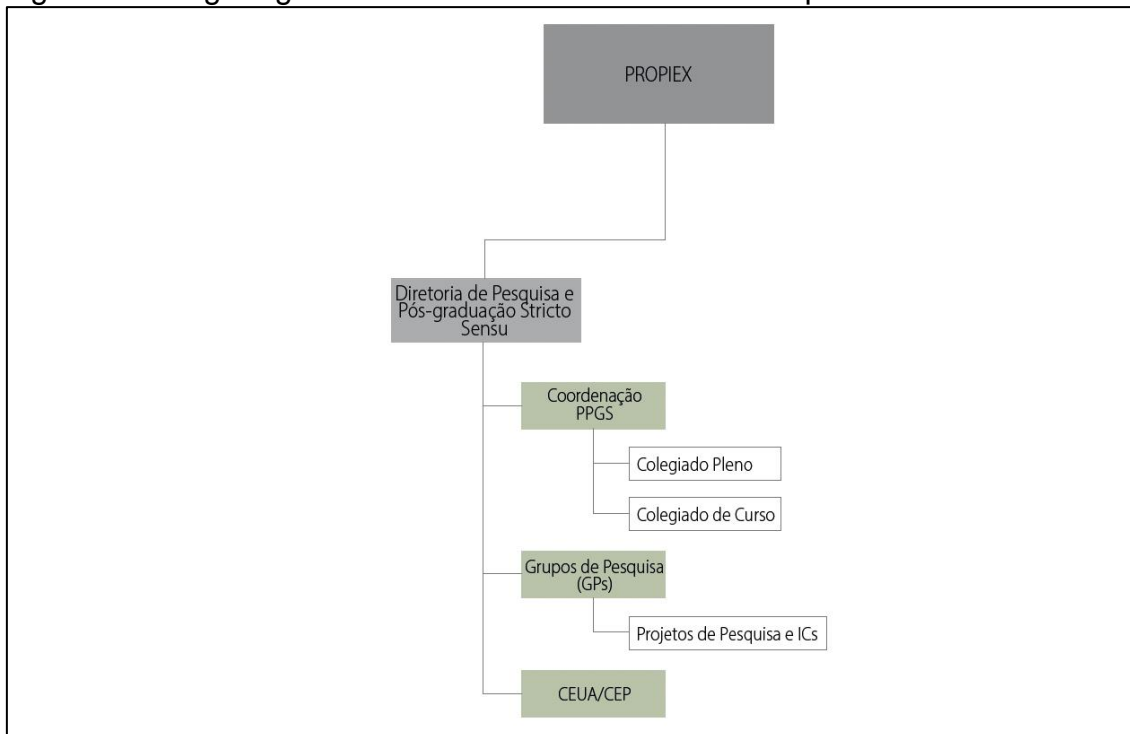 PROPIEX
Diretoria de Pesquisa e
Pós-graduação Stricto
Sensu
Coordenação
PPGS
Colegiado Pleno
Colegiado de Curso
Grupos de Pesquisa
(GPs)
Projetos de Pesquisa e ICs
CEUA/CEP